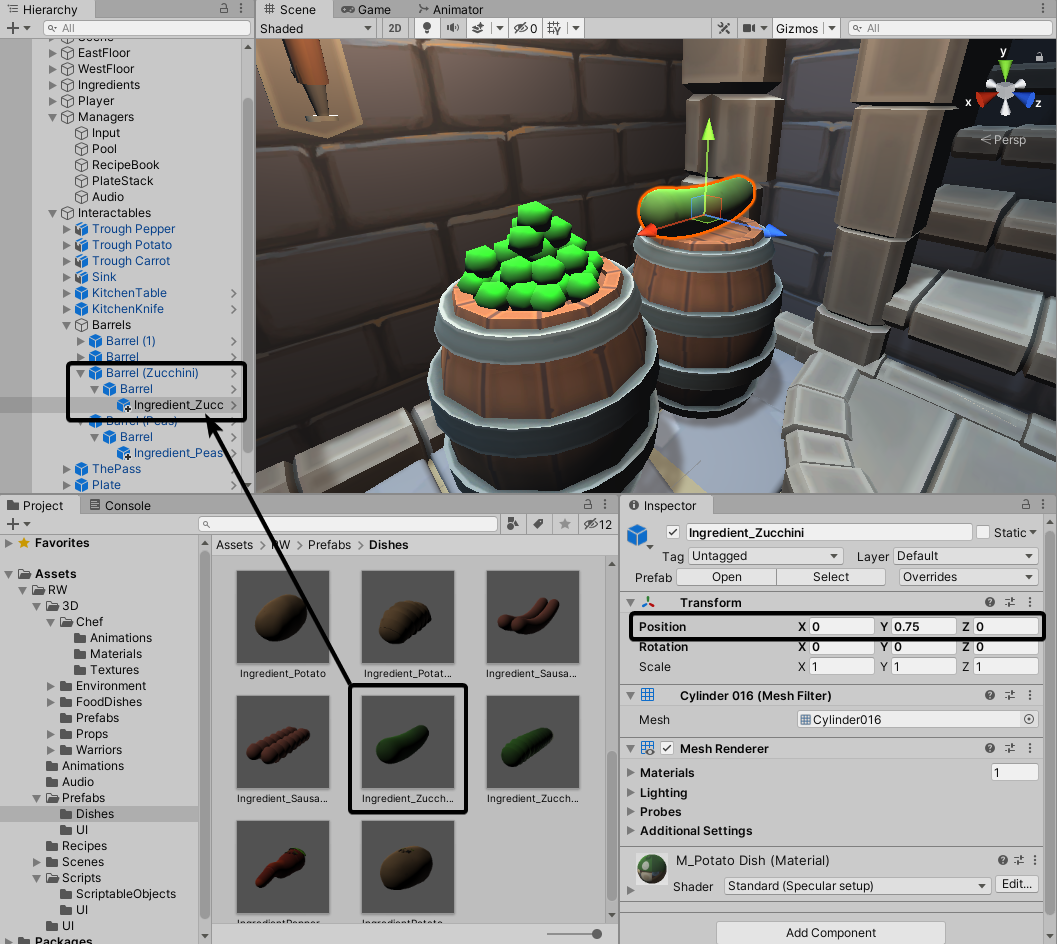 Hierarchy
All
Scene
EastFloor
WestFloor
Ingredients
Player
Managers
Input
Pool
RecipeBook
PlateStack
Audio
Interactables
Trough Pepper
Trough Potato
Trough Carrot
Sink
KitchenTable
KitchenKnife
Barrels
Barrel (1)
Barrel
Barrel (Zucchini)
Barrel
Ingredient_Zucc
Barrel (Peas)
Barrel
Ingredient_Peas
ThePass
Plate
Scene Game Animator
Shaded 2D 0 Gizmos All
y
x z
Persp
Project Console
12
Favorites
Assets
RW
3D
Chef
Animations
Materials
Textures
Environment
FoodDishes
Prefabs
Props
Warriors
Animations
Audio
Prefabs
Dishes
UI
Recipes
Scenes
Scripts
ScriptableObjects
UI
UI
Packages
Assets > RW > Prefabs > Dishes
Ingredient_Potato Ingredient_Potat... Ingredient_Sausa...
Ingredient_Sausa... Ingredient_Zucch... Ingredient_Zucch...
IngredientPepper IngredientPotato
Inspector
Ingredient_Zucchini Static
Tag Untagged Layer Default
Prefab Open Select Overrides
Transform
Position X 0 Y 0.75 Z 0
Rotation X 0 Y 0 Z 0
Scale X 1 Y 1 Z 1
Cylinder 016 (Mesh Filter)
Mesh Cylinder016
Mesh Renderer
Materials 1
Lighting
Probes
Additional Settings
M_Potato Dish (Material)
Shader Standard (Specular setup) Edit...
Add Component